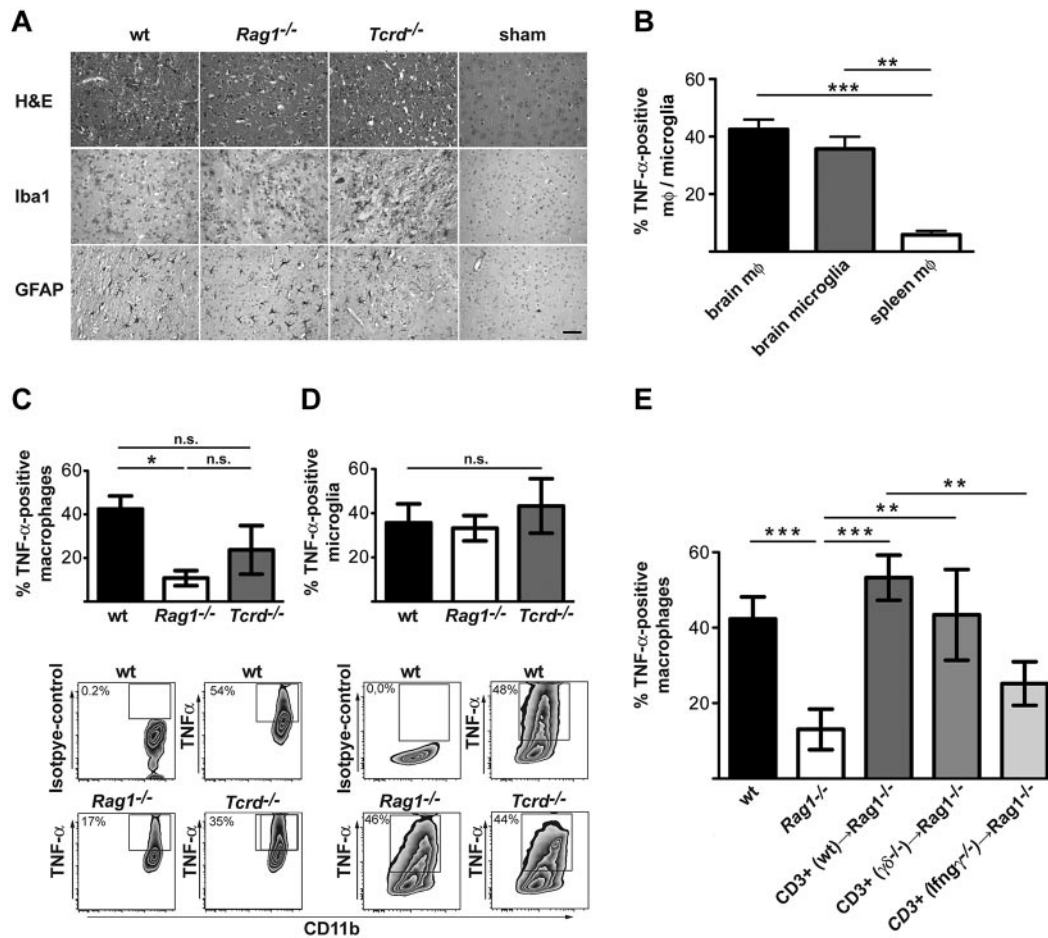 A
wt Rag1-/- Tcrd-/- sham
H&E
Iba1
GFAP
B
% TNF-α-positive
mϕ / microglia
60
40
20
**
***
brain mϕ
brain microglia
spleen mϕ
C
% TNF-α-positive
macrophages
60
40
20
n.s.
* n.s.
wt Rag1-/- Tcrd-/-
wt wt
Isotpye-control
0.2%
TNFα
54%
Rag1-/- Tcrd-/-
TNF-α
17%
TNF-α
35%
D
% TNF-α-positive
microglia
60
40
20
n.s.
wt Rag1-/- Tcrd-/-
wt wt
Isotpye-control
0,0%
TNF-α
48%
Rag1-/- Tcrd-/-
TNF-α
46%
TNF-α
44%
CD11b
E
% TNF-α-positive
macrophages
60
40
20
**
**
*** ***
wt
Rag1-/-
CD3+ (wt)→Rag1-/-
CD3+ (γδ-/-)→Rag1-/-
CD3+ (Ifngγ-/-)→Rag1-/-